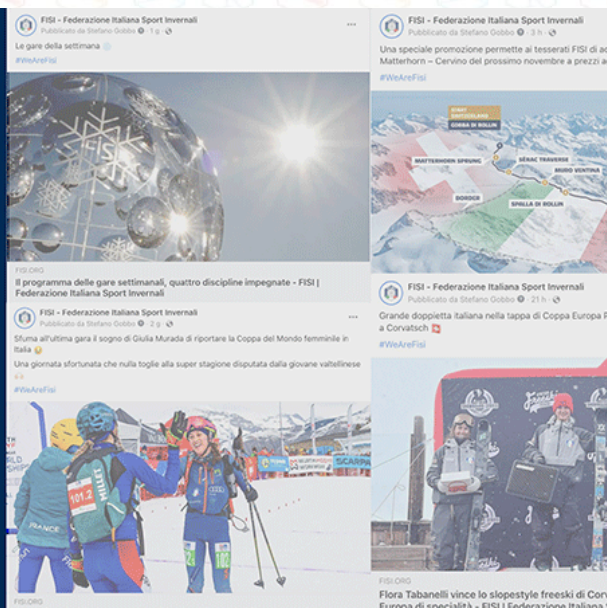 FISI - Federazione Italiana Sport Invernali
Pubblicato da Stefano Gobbo · 1 g ·
Le gare della settimana
#WeAreFisi
FISI
FISI.ORG
Il programma delle gare settimanali, quattro discipline impegnate - FISI |
Federazione Italiana Sport Invernali
FISI - Federazione Italiana Sport Invernali
Pubblicato da Stefano Gobbo · 2 g ·
Sfuma all'ultima gara il sogno di Giulia Murada di riportare la Coppa del Mondo femminile in
Italia
Una giornata sfortunata che nulla toglie alla super stagione disputata dalla giovane valtellinese
#WeAreFisi
101.2
MILLET
FRANCE
SCARPA
FISI.ORG
FISI - Federazione Italiana Sport Invernali
Pubblicato da Stefano Gobbo · 3 h ·
Una speciale promozione permette ai tesserati FISI di
Matterhorn – Cervino del prossimo novembre a prezzi
#WeAreFisi
GOBBA DI ROLLIN
MATTERHORN SPRUNG
SÉRAC TRAVERSE
MURO VENTINA
SPALLA DI ROLLIN
FISI - Federazione Italiana Sport Invernali
Pubblicato da Stefano Gobbo · 21 h ·
Grande doppietta italiana nella tappa di Coppa Europa
a Corvatsch
#WeAreFisi
FISI.ORG
Flora Tabanelli vince lo slopestyle freeski di
Europa di specialità - FISI | Federazione Italiana